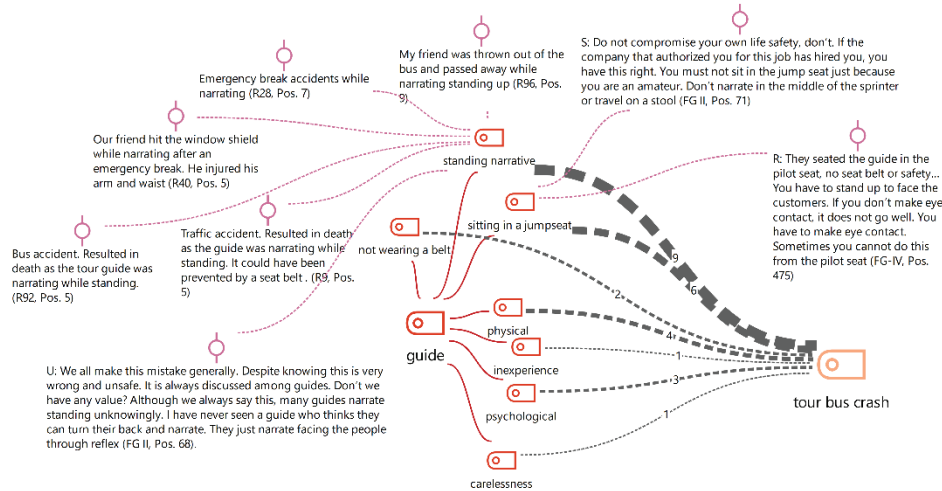 My friend was thrown out of the
bus and passed away while
narrating standing up (R96, Pos.
9)
S: Do not compromise your own life safety, don't. If the
company that authorized you for this job has hired you, you
have this right. You must not sit in the jump seat just because
you are an amateur. Don't narrate in the middle of the sprinter
or travel on a stool (FG II, Pos. 71)
Emergency break accidents while
narrating (R28, Pos. 7)
Our friend hit the window shield
while narrating after an
emergency break. He injured his
arm and waist (R40, Pos. 5)
standing narrative
R: They seated the guide in the
pilot seat, no seat belt or safety...
You have to stand up to face the
customers. If you don't make eye
contact, it does not go well. You
have to make eye contact.
Sometimes you cannot do this
from the pilot seat (FG-IV, Pos.
475)
sitting in a jumpseat
not wearing a belt
Traffic accident. Resulted in death
as the guide was narrating while
standing. It could have been
prevented by a seat belt . (R9, Pos.
5)
Bus accident. Resulted in
death as the tour guide was
narrating while standing.
(R92, Pos. 5)
9
6
2
4
1
3
1
physical
guide
inexperience
psychological
tour bus crash
U: We all make this mistake generally. Despite knowing this is very
wrong and unsafe. It is always discussed among guides. Don't we
have any value? Although we always say this, many guides narrate
standing unknowingly. I have never seen a guide who thinks they
can turn their back and narrate. They just narrate facing the people
through reflex (FG II, Pos. 68).
carelessness